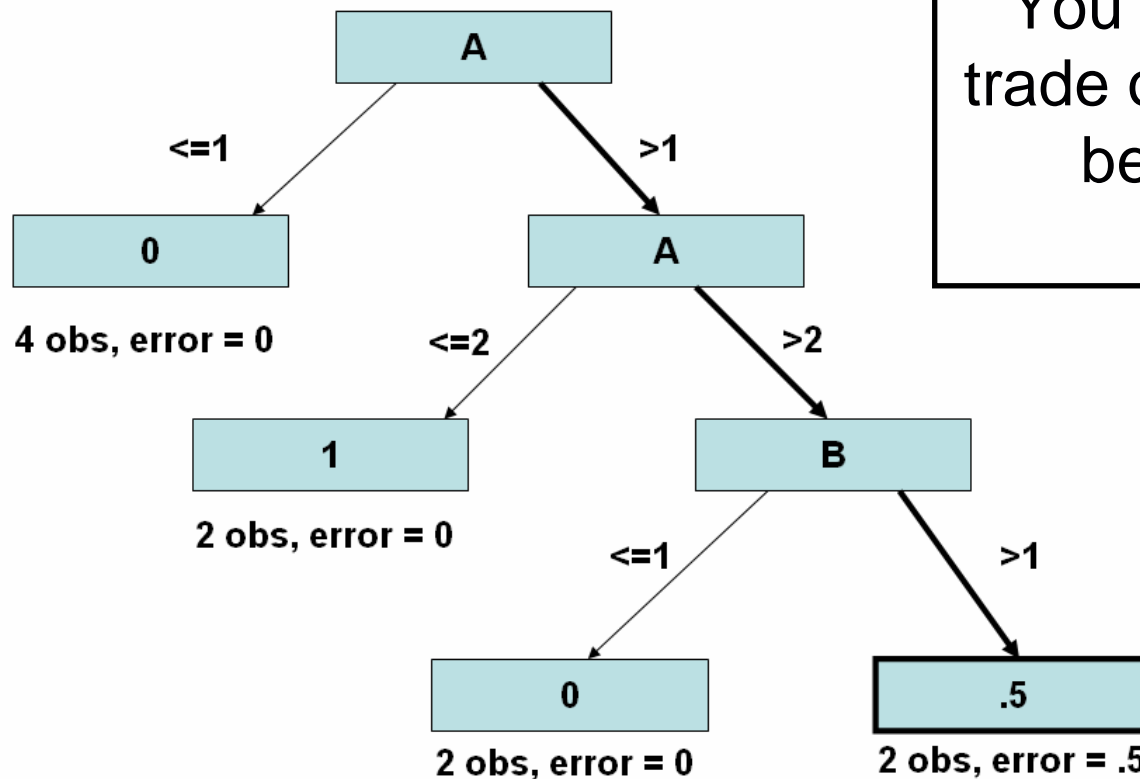 A
You
trade
be
<=1
>1
0
A
4 obs, error = 0
<=2
>2
1
B
2 obs, error = 0
<=1
>1
0
.5
2 obs, error = 0
2 obs, error = .5